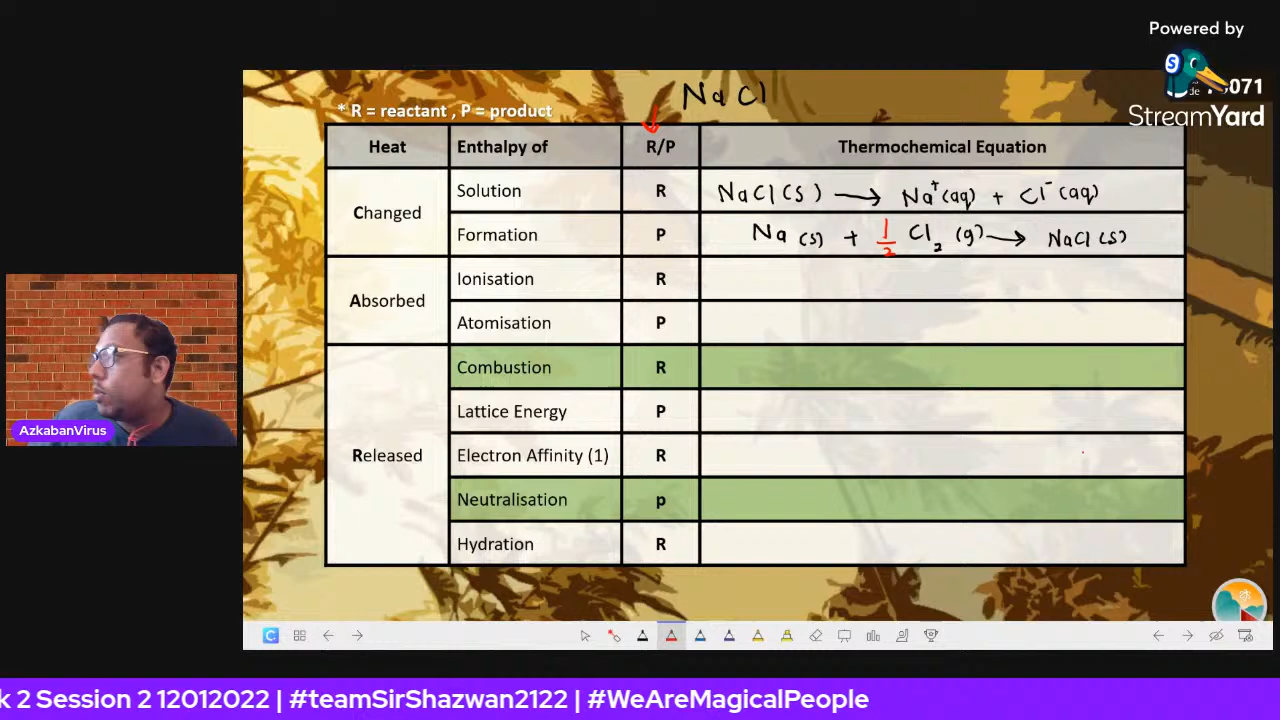 Powered by
StreamYard
6071
NaCl
* R = reactant , P = product
Heat Enthalpy of R/P Thermochemical Equation
Changed Solution R NaCl(s) → Na⁺(aq) + Cl⁻(aq)
Formation P Na(s) + 1/2 Cl₂(g) → NaCl(s)
Absorbed Ionisation R
Atomisation P
Released Combustion R
Lattice Energy P
Electron Affinity (1) R
Neutralisation p
Hydration R
AzkabanVirus
k 2 Session 2 12012022 | #teamSirShazwan2122 | #WeAreMagicalPeople